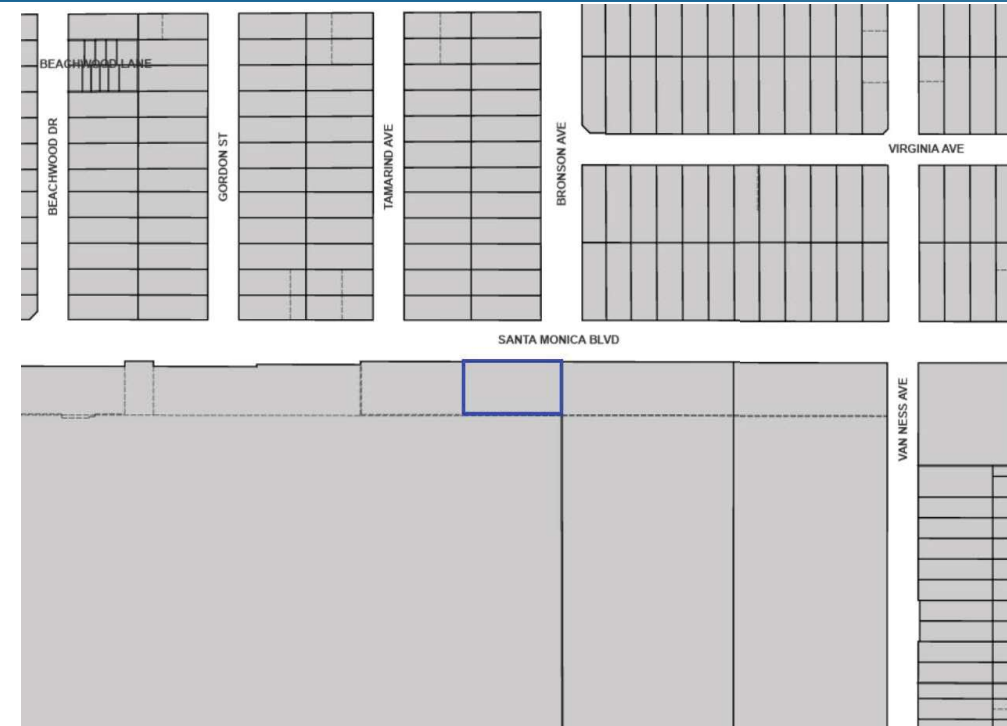 BEACHWOOD LANE
BEACHWOOD DR
GORDON ST
TAMARIND AVE
BRONSON AVE
VIRGINIA AVE
SANTA MONICA BLVD
VAN NESS AVE